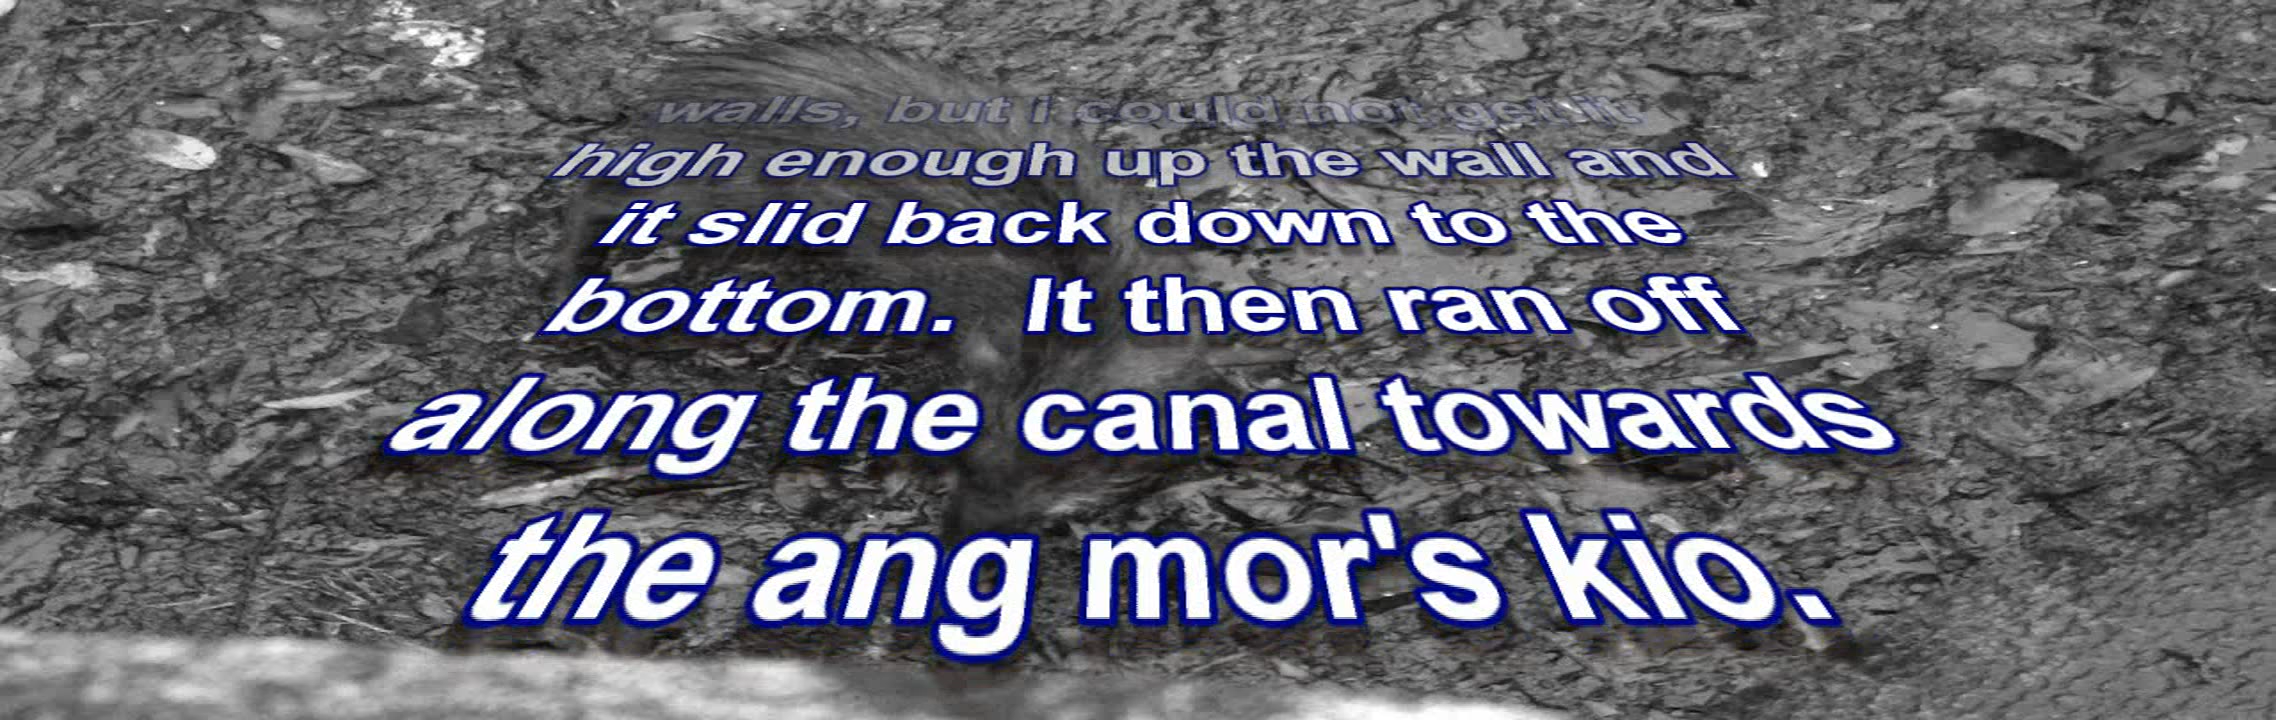 walls, but i could not get it
high enough up the wall and
it slid back down to the
bottom.  It then ran off
along the canal towards
the ang mor's kio.